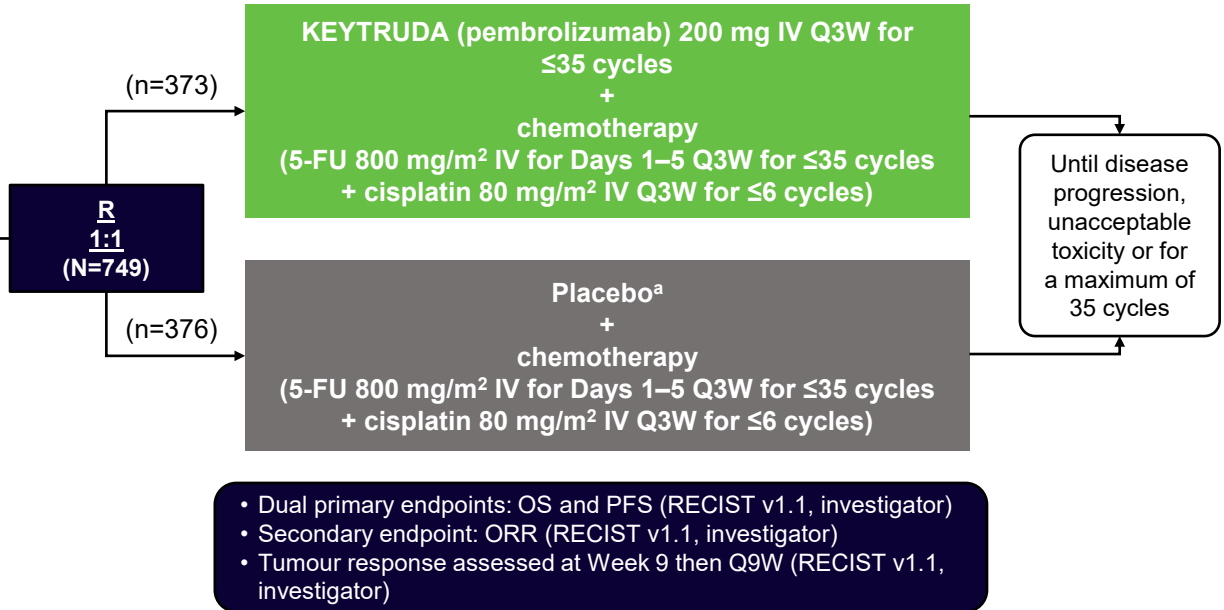 (n=373)
KEYTRUDA (pembrolizumab) 200 mg IV Q3W for
≤35 cycles
+
chemotherapy
(5-FU 800 mg/m² IV for Days 1–5 Q3W for ≤35 cycles
+ cisplatin 80 mg/m² IV Q3W for ≤6 cycles)
R
1:1
(N=749)
(n=376)
Placeboᵃ
+
chemotherapy
(5-FU 800 mg/m² IV for Days 1–5 Q3W for ≤35 cycles
+ cisplatin 80 mg/m² IV Q3W for ≤6 cycles)
Until disease
progression,
unacceptable
toxicity or for
a maximum of
35 cycles
• Dual primary endpoints: OS and PFS (RECIST v1.1, investigator)
• Secondary endpoint: ORR (RECIST v1.1, investigator)
• Tumour response assessed at Week 9 then Q9W (RECIST v1.1,
investigator)